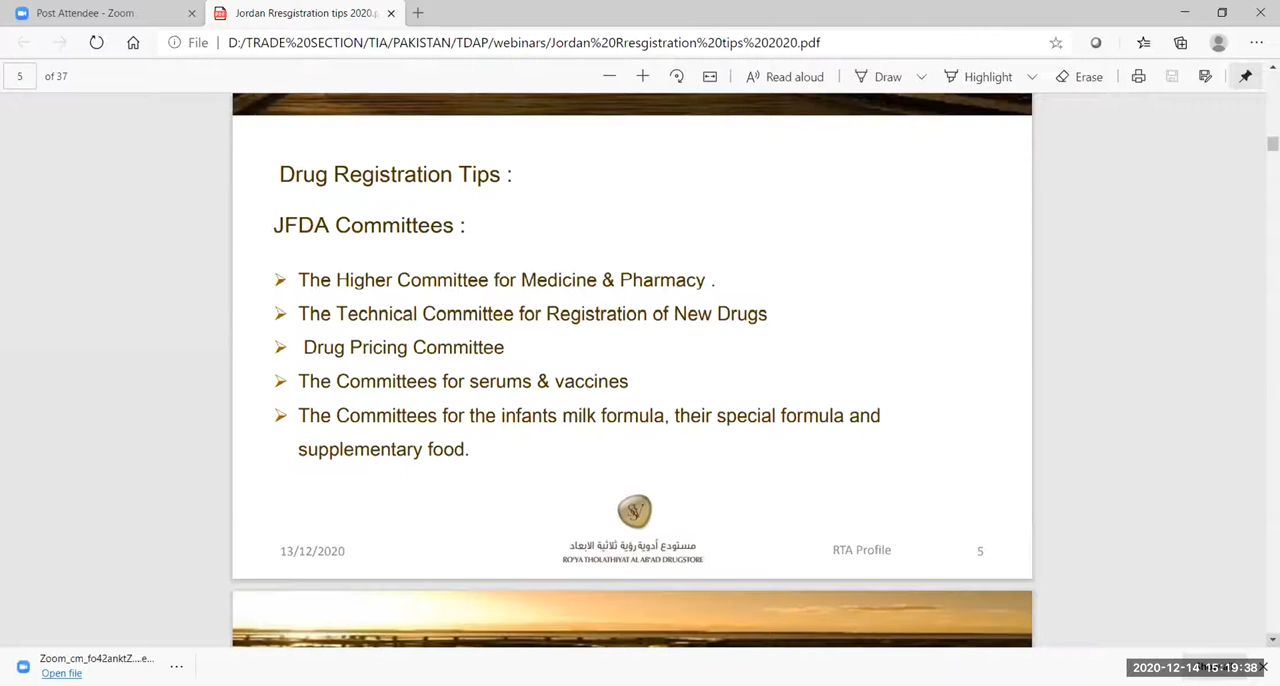 Post Attendee - Zoom
Jordan Rresgistration tips 2020.p
File
D:/TRADE%20SECTION/TIA/PAKISTAN/TDAP/webinars/Jordan%20Rresgistration%20tips%202020.pdf
5 of 37
Read aloud
Draw
Highlight
Erase
Drug Registration Tips :
JFDA Committees :
The Higher Committee for Medicine & Pharmacy .
The Technical Committee for Registration of New Drugs
Drug Pricing Committee
The Committees for serums & vaccines
The Committees for the infants milk formula, their special formula and
supplementary food.
مستودع أدوية رؤية ثلاثية الابعاد
RO'YA THOLATHIYAT AL AB'AD DRUGSTORE
13/12/2020
RTA Profile
5
Zoom_cm_fo42anktZ....e...
Open file
2020-12-14 15:19:38